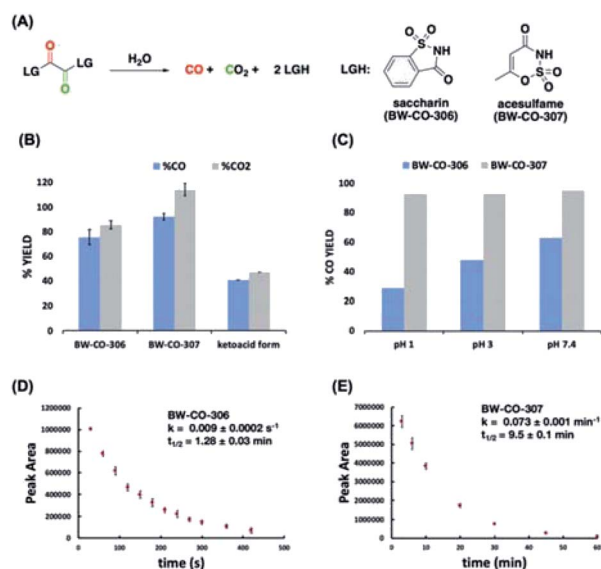 (A)
O
LG
LG
O
H2O
CO + CO2 + 2 LGH
LGH:
O O
S
NH
O
saccharin
(BW-CO-306)
O
NH
S=O
O
O
acesulfame
(BW-CO-307)
(B)
%CO %CO2
% YIELD
120
100
80
60
40
20
0
BW-CO-306 BW-CO-307 ketoacid form
(C)
BW-CO-306 BW-CO-307
% CO YIELD
100
80
60
40
20
0
pH 1 pH 3 pH 7.4
(D)
BW-CO-306
k = 0.009 ± 0.0002 s-1
t1/2 = 1.28 ± 0.03 min
Peak Area
1200000
1000000
800000
600000
400000
200000
0
0 100 200 300 400 500
time (s)
(E)
BW-CO-307
k = 0.073 ± 0.001 min-1
t1/2 = 9.5 ± 0.1 min
Peak Area
7000000
6000000
5000000
4000000
3000000
2000000
1000000
0
0 10 20 30 40 50 60
time (min)